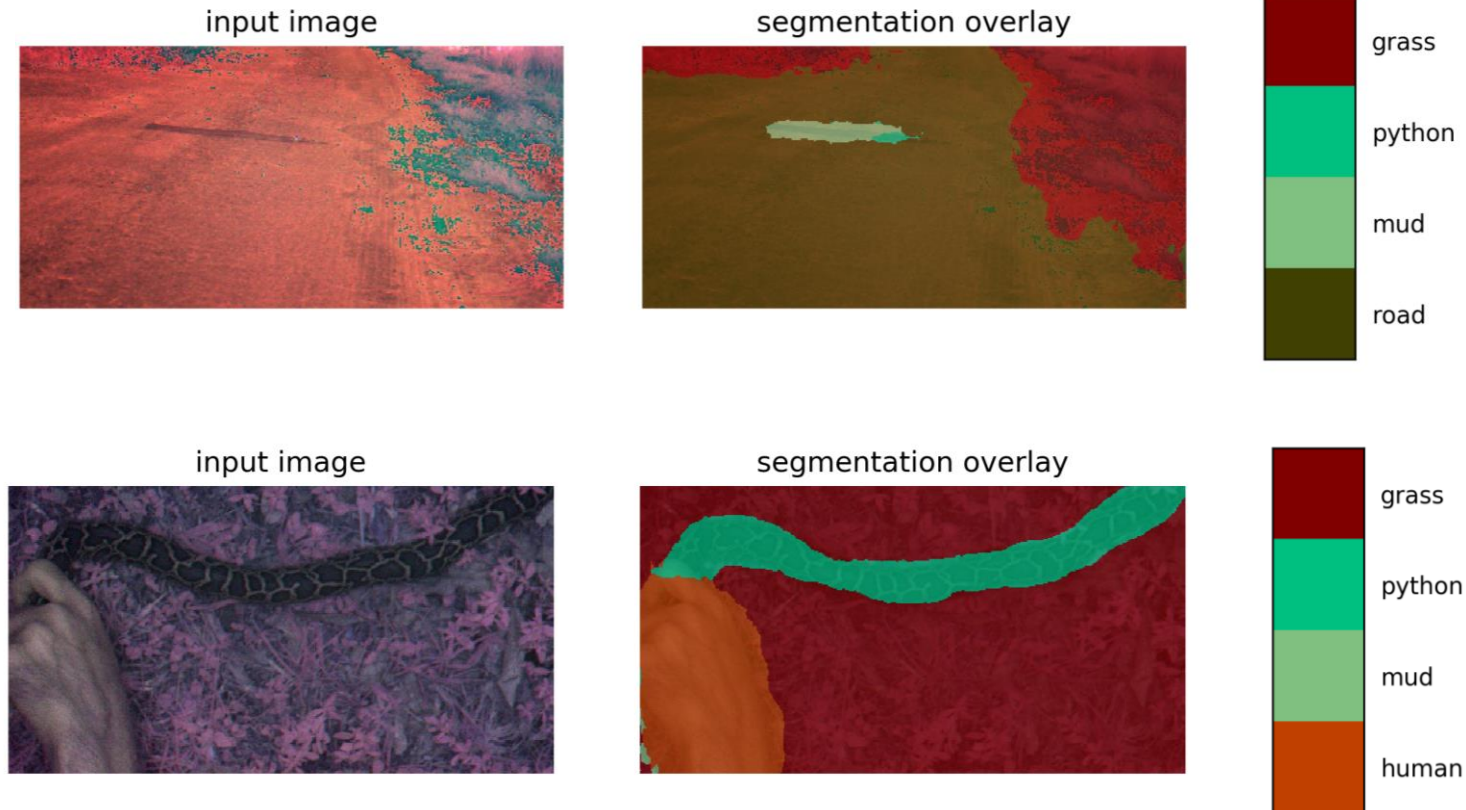 input image
segmentation overlay
grass
python
mud
road
input image
segmentation overlay
grass
python
mud
human